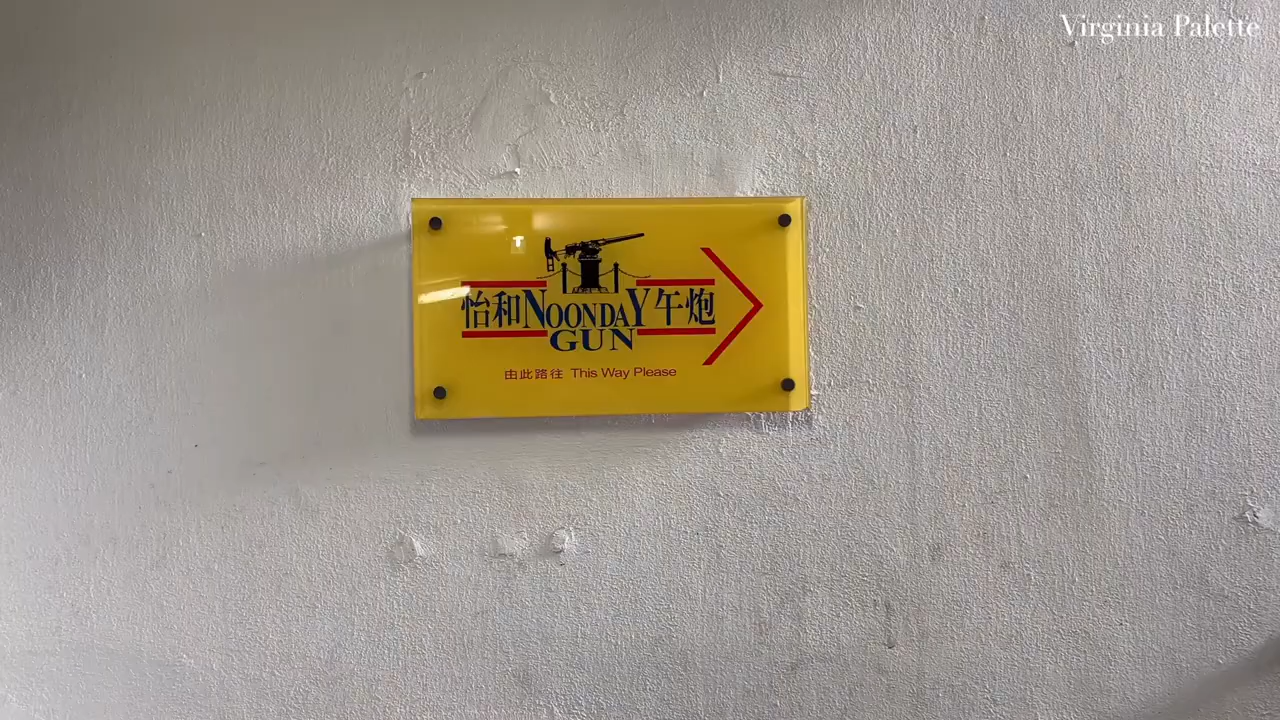 Virginia Palette
怡和NOONDAY午炮
GUN
由此路往 This Way Please